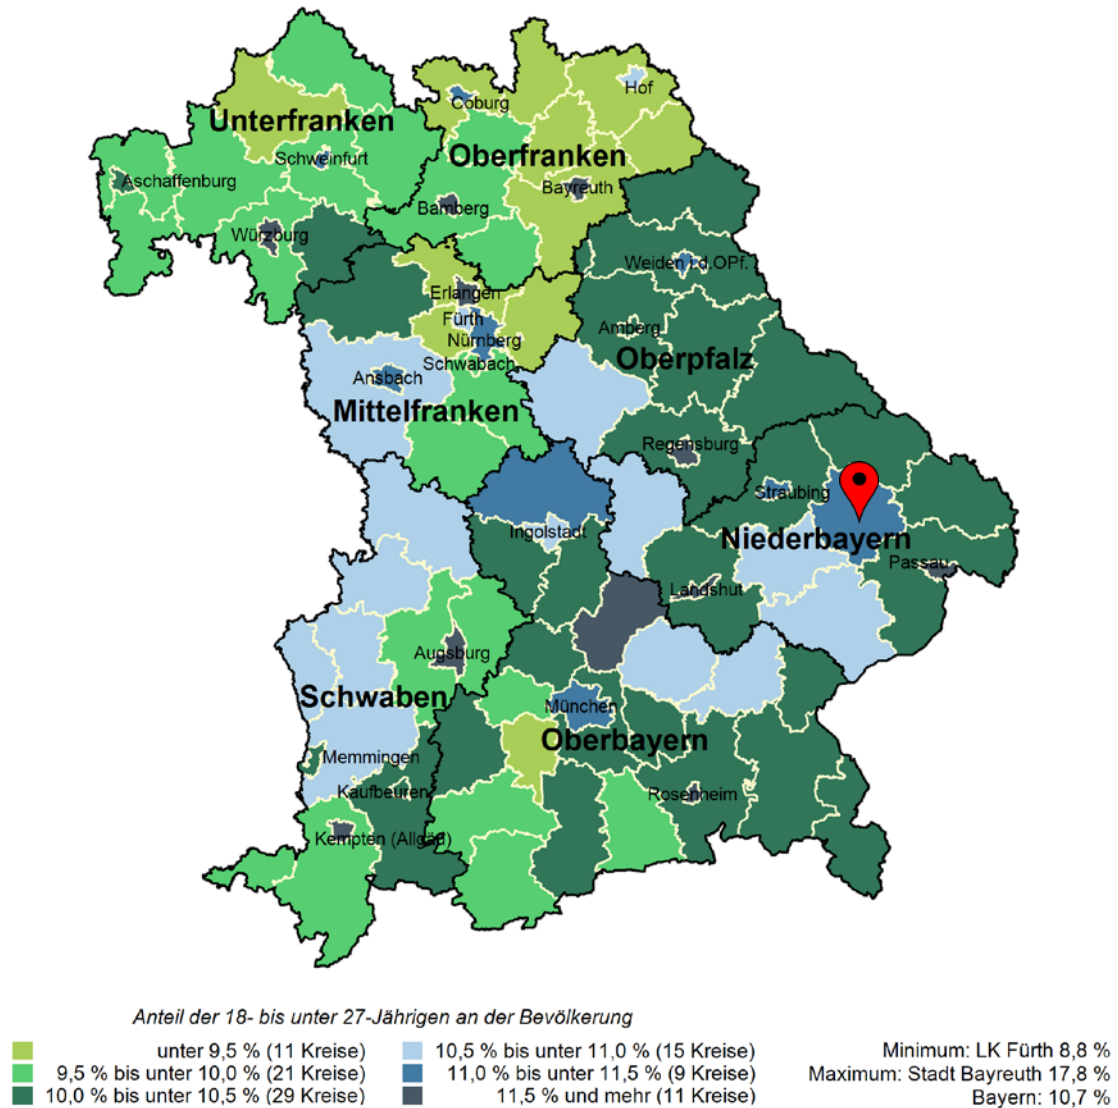 Hof
Coburg
Unterfranken
Oberfranken
Schweinfurt
Aschaffenburg
Bayreuth
Bamberg
Würzburg
Weiden i.d.OPf.
Erlangen
Fürth
Amberg
Nürnberg
Oberpfalz
Schwabach
Ansbach
Mittelfranken
Regensburg
Straubing
Ingolstadt
Niederbayern
Passau
Landshut
Augsburg
Schwaben
München
Oberbayern
Memmingen
Kaufbeuren
Rosenheim
Kempten (Allgäu)
Anteil der 18- bis unter 27-Jährigen an der Bevölkerung
unter 9,5 % (11 Kreise)
9,5 % bis unter 10,0 % (21 Kreise)
10,0 % bis unter 10,5 % (29 Kreise)
10,5 % bis unter 11,0 % (15 Kreise)
11,0 % bis unter 11,5 % (9 Kreise)
11,5 % und mehr (11 Kreise)
Minimum: LK Fürth 8,8 %
Maximum: Stadt Bayreuth 17,8 %
Bayern: 10,7 %